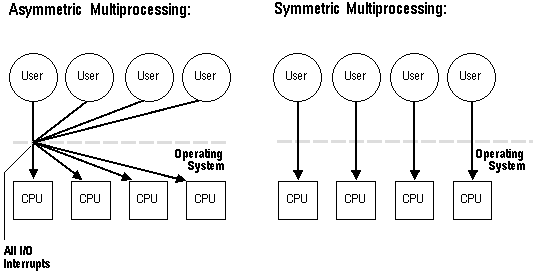 Asymmetric Multiprocessing:
User User User User
Operating
System
CPU CPU CPU CPU
All I/O
Interrupts
Symmetric Multiprocessing:
User User User User
Operating
System
CPU CPU CPU CPU